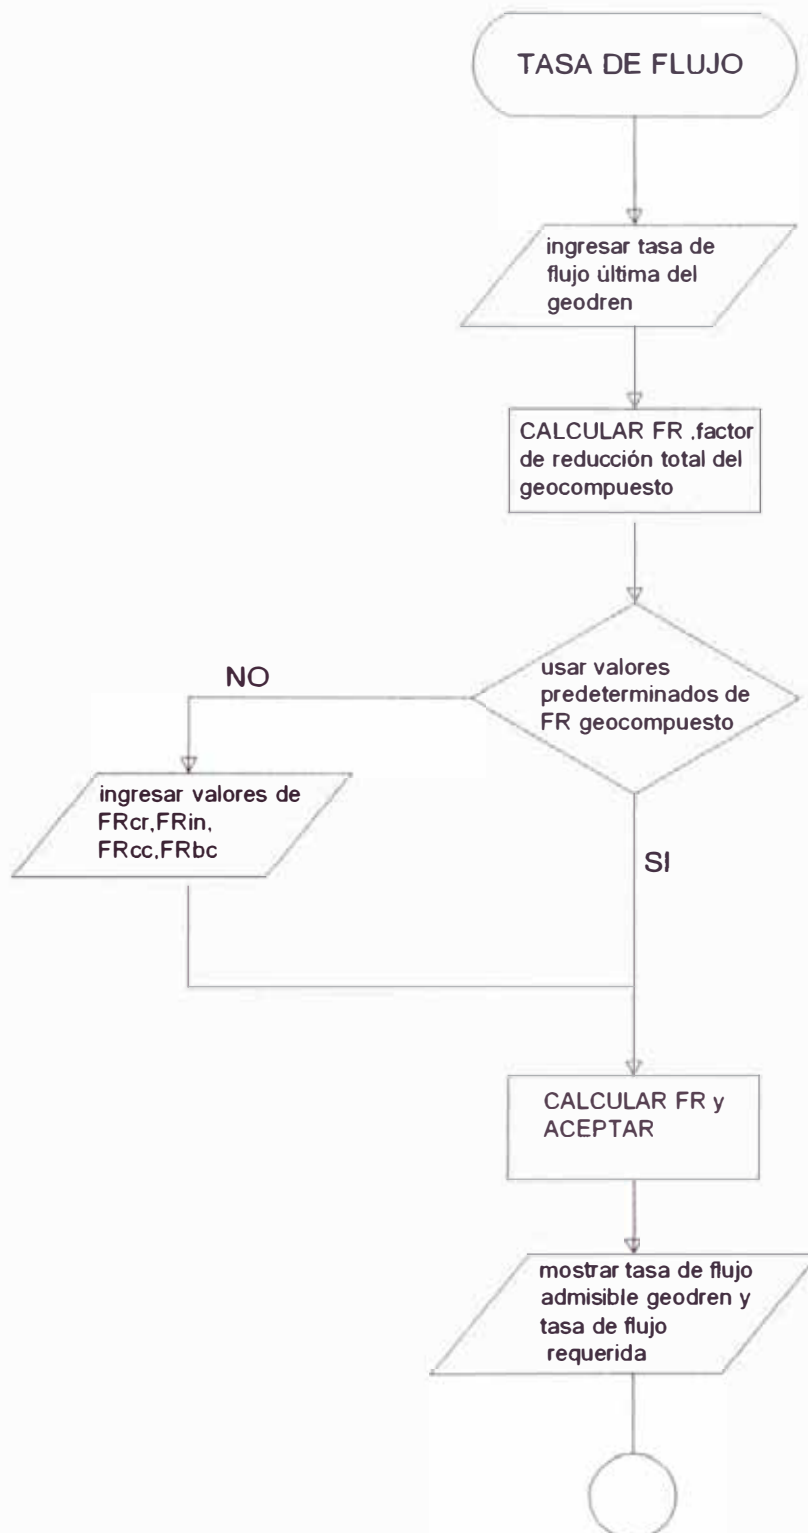 TASA DE FLUJO
ingresar tasa de
flujo última del
geodren
CALCULAR FR ,factor
de reducción total del
geocompuesto
usar valores
predeterminados de
FR geocompuesto
NO
ingresar valores de
FRcr,FRin,
FRcc,FRbc
SI
CALCULAR FR y
ACEPTAR
mostrar tasa de flujo
admisible geodren y
tasa de flujo
requerida